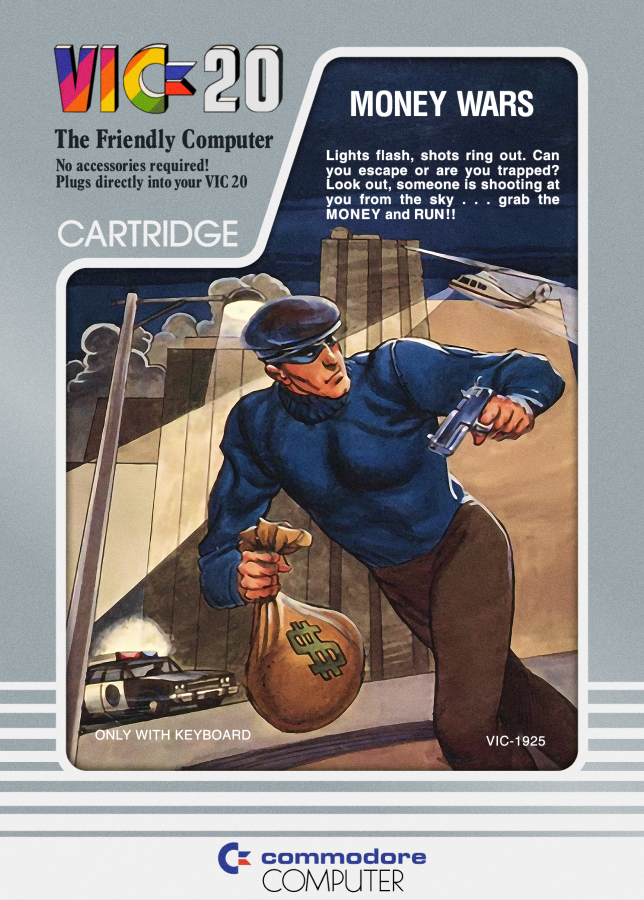 VIC 20
The Friendly Computer
No accessories required!
Plugs directly into your VIC 20
CARTRIDGE
MONEY WARS
Lights flash, shots ring out. Can
you escape or are you trapped?
Look out, someone is shooting at
you from the sky . . . grab the
MONEY and RUN!!
$
ONLY WITH KEYBOARD
VIC-1925
commodore
COMPUTER